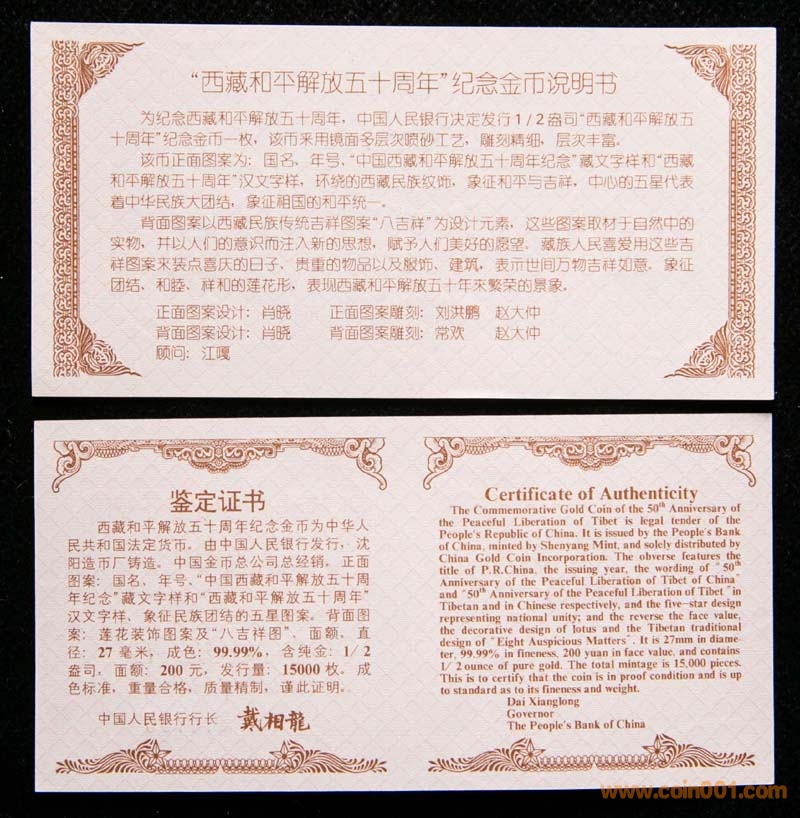 “西藏和平解放五十周年”纪念金币说明书
为纪念西藏和平解放五十周年，中国人民银行决定发行1/2盎司“西藏和平解放五
十周年”纪念金币一枚，该币采用镜面多层次喷砂工艺，雕刻精细，层次丰富。
该币正面图案为：国名、年号、“中国西藏和平解放五十周年纪念”藏文字样和“西藏
和平解放五十周年”汉文字样，环绕的西藏民族纹饰，象征和平与吉祥，中心的五星代表
着中华民族大团结，象征祖国的和平统一。
背面图案以西藏民族传统吉祥图案“八吉祥”为设计元素，这些图案取材于自然中的
实物，并以人们的意识而注入新的思想，赋予人们美好的愿望。藏族人民喜爱用这些吉
祥图案来装点喜庆的日子、贵重的物品以及服饰、建筑，表示世间万物吉祥如意。象征
团结、和睦、祥和的莲花形，表现西藏和平解放五十年来繁荣的景象。
正面图案设计：肖晓 正面图案雕刻：刘洪鹏 赵大仲
背面图案设计：肖晓 背面图案雕刻：常欢 赵大仲
顾问：江嘎
鉴定证书
西藏和平解放五十周年纪念金币为中华人
民共和国法定货币。由中国人民银行发行，沈
阳造币厂铸造。中国金币总公司总经销。正面
图案：国名、年号、“中国西藏和平解放五十周
年纪念”藏文字样和“西藏和平解放五十周年”
汉文字样、象征民族团结的五星图案。背面图
案：莲花装饰图案及“八吉祥图”、面额。直
径：27毫米，成色：99.99%，含纯金：1/2
盎司，面额：200元，发行量：15000枚。成
色标准，重量合格，质量精制，谨此证明。
中国人民银行行长 戴相龍
Certificate of Authenticity
The Commemorative Gold Coin of the 50th Anniversary of
the Peaceful Liberation of Tibet is legal tender of the
People's Republic of China. It is issued by the People's Bank
of China, minted by Shenyang Mint, and solely distributed by
China Gold Coin Incorporation. The obverse features the
title of P.R.China, the issuing year, the wording of "50th
Anniversary of the Peaceful Liberation of Tibet of China"
and "50th Anniversary of the Peaceful Liberation of Tibet" in
Tibetan and in Chinese respectively, and the five-star design
representing national unity; and the reverse the face value,
the decorative design of lotus and the Tibetan traditional
design of "Eight Auspicious Matters". It is 27mm in diame-
ter, 99.99% in fineness, 200 yuan in face value, and contains
1/2 ounce of pure gold. The total mintage is 15,000 pieces.
This is to certify that the coin is in proof condition and is up
to standard as to its fineness and weight.
Dai Xianglong
Governor
The People's Bank of China
www.coin001.com